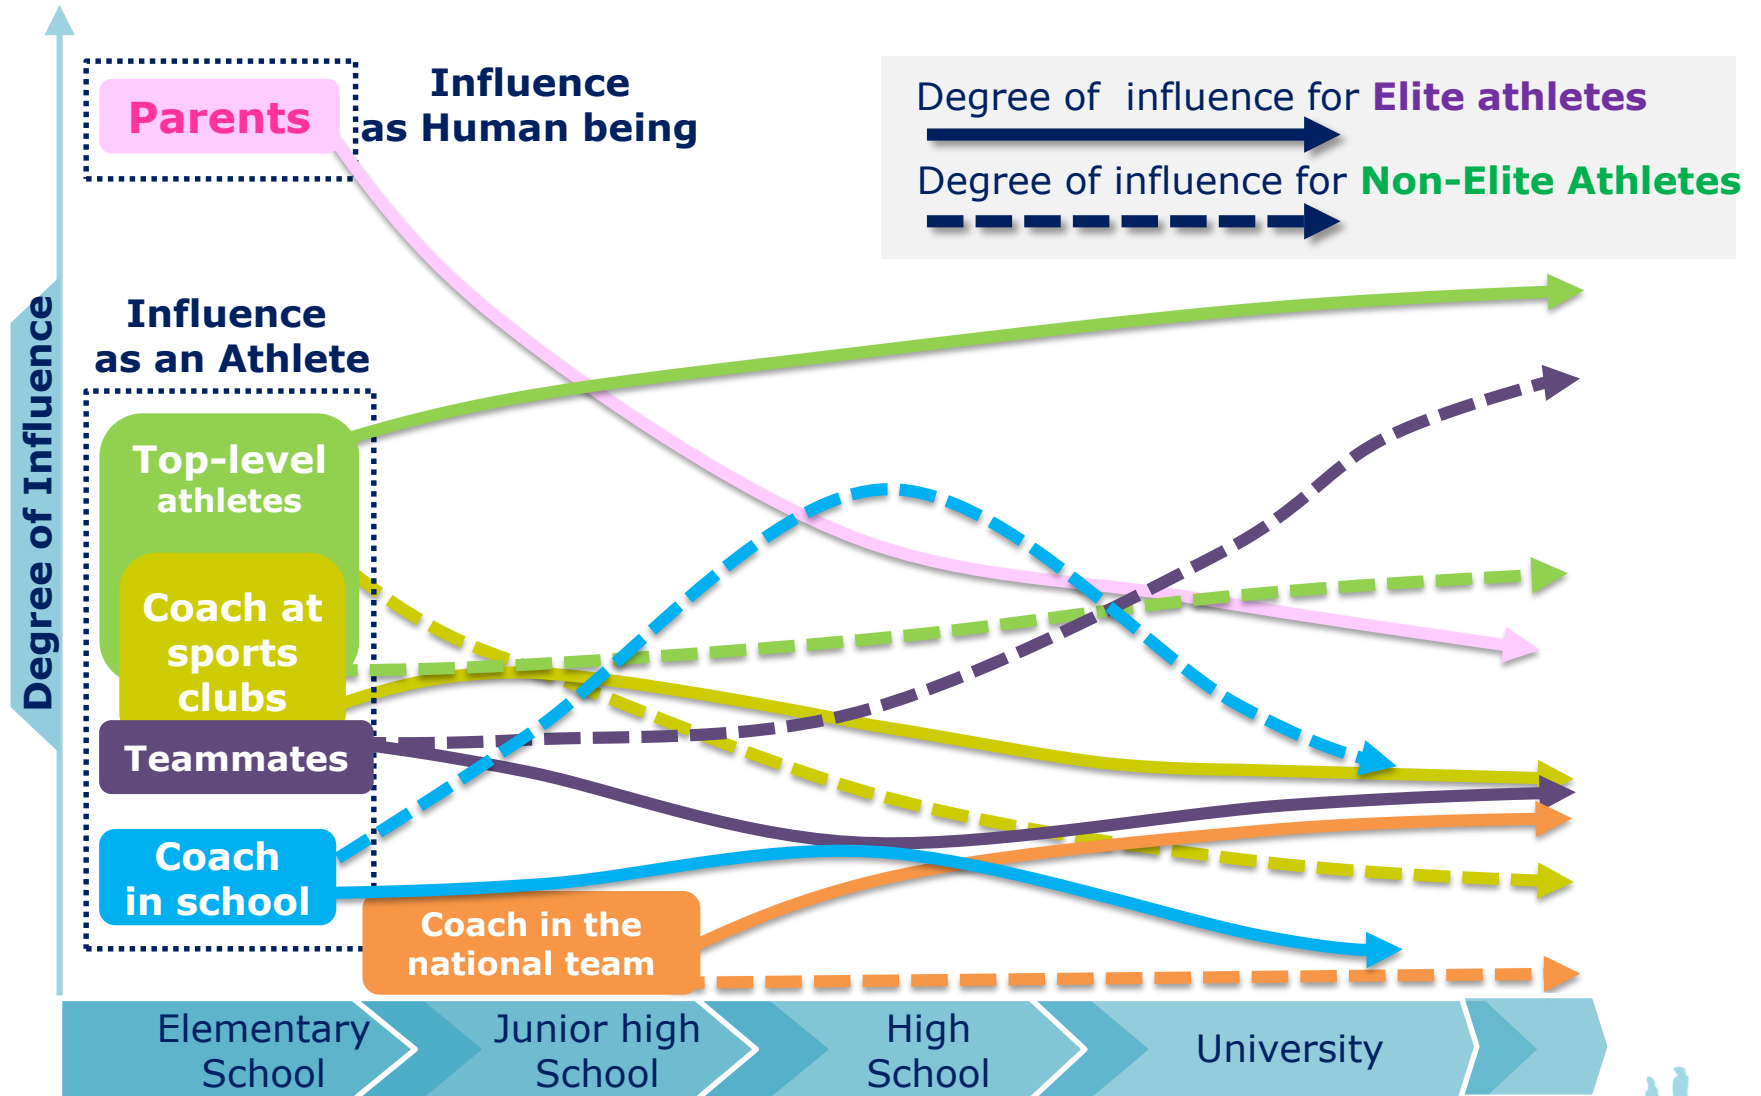 Parents
Influence
as Human being
Degree of  influence for Elite athletes
Degree of influence for Non-Elite Athletes
Degree of Influence
Influence
as an Athlete
Top-level
athletes
Coach at
sports
clubs
Teammates
Coach
in school
Coach in the
national team
Elementary
School
Junior high
School
High
School
University